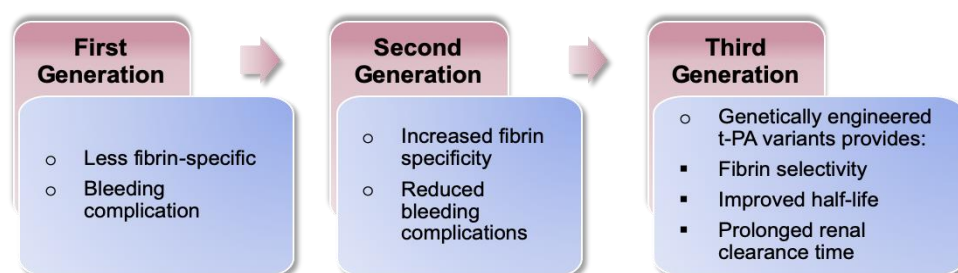 First
Generation
○ Less fibrin-specific
○ Bleeding
complication
Second
Generation
○ Increased fibrin
specificity
○ Reduced
bleeding
complications
Third
Generation
○ Genetically engineered
t-PA variants provides:
▪ Fibrin selectivity
▪ Improved half-life
▪ Prolonged renal
clearance time